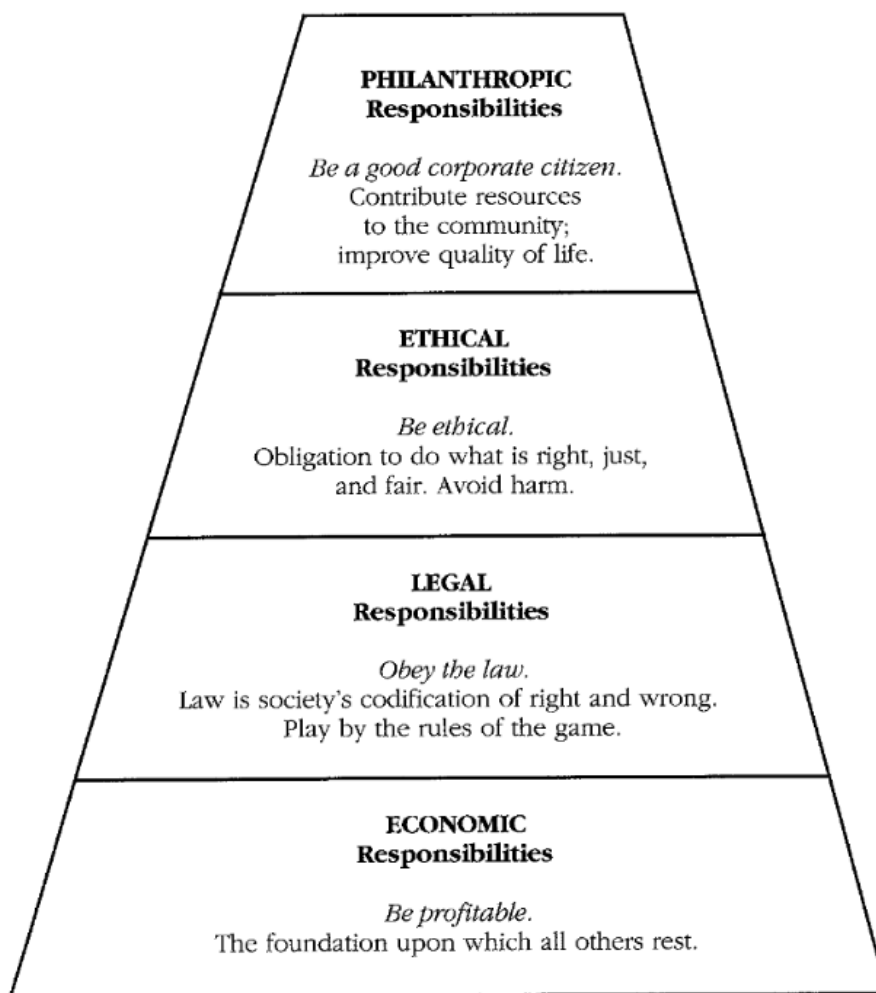 PHILANTHROPIC
Responsibilities
Be a good corporate citizen.
Contribute resources
to the community;
improve quality of life.
ETHICAL
Responsibilities
Be ethical.
Obligation to do what is right, just,
and fair. Avoid harm.
LEGAL
Responsibilities
Obey the law.
Law is society's codification of right and wrong.
Play by the rules of the game.
ECONOMIC
Responsibilities
Be profitable.
The foundation upon which all others rest.